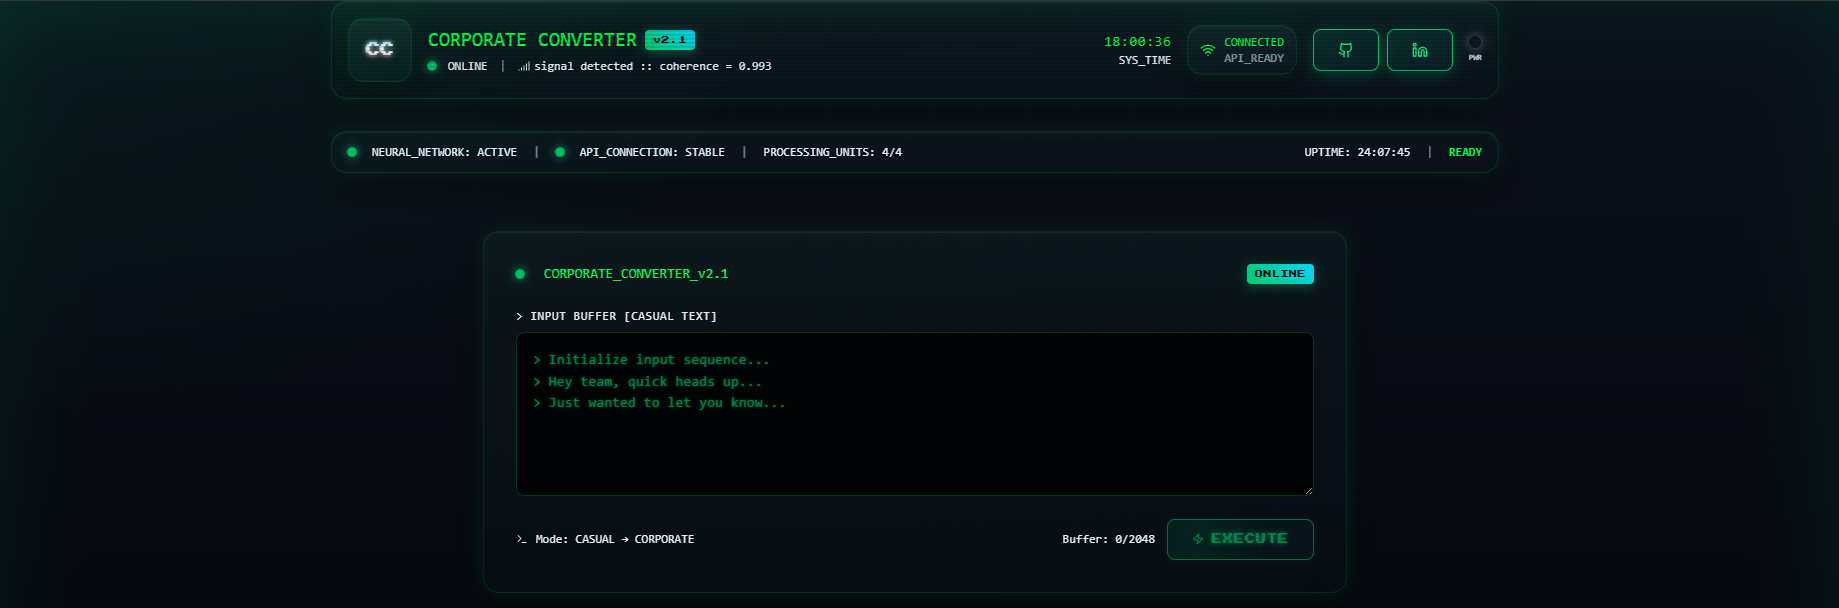 CC
CORPORATE CONVERTER v2.1
ONLINE | signal detected :: coherence = 0.993
18:00:36
SYS_TIME
CONNECTED
API_READY
PWR
NEURAL_NETWORK: ACTIVE | API_CONNECTION: STABLE | PROCESSING_UNITS: 4/4
UPTIME: 24:07:45 | READY
CORPORATE_CONVERTER_v2.1
ONLINE
> INPUT BUFFER [CASUAL TEXT]
> Initialize input sequence...
> Hey team, quick heads up...
> Just wanted to let you know...
Mode: CASUAL → CORPORATE
Buffer: 0/2048
EXECUTE